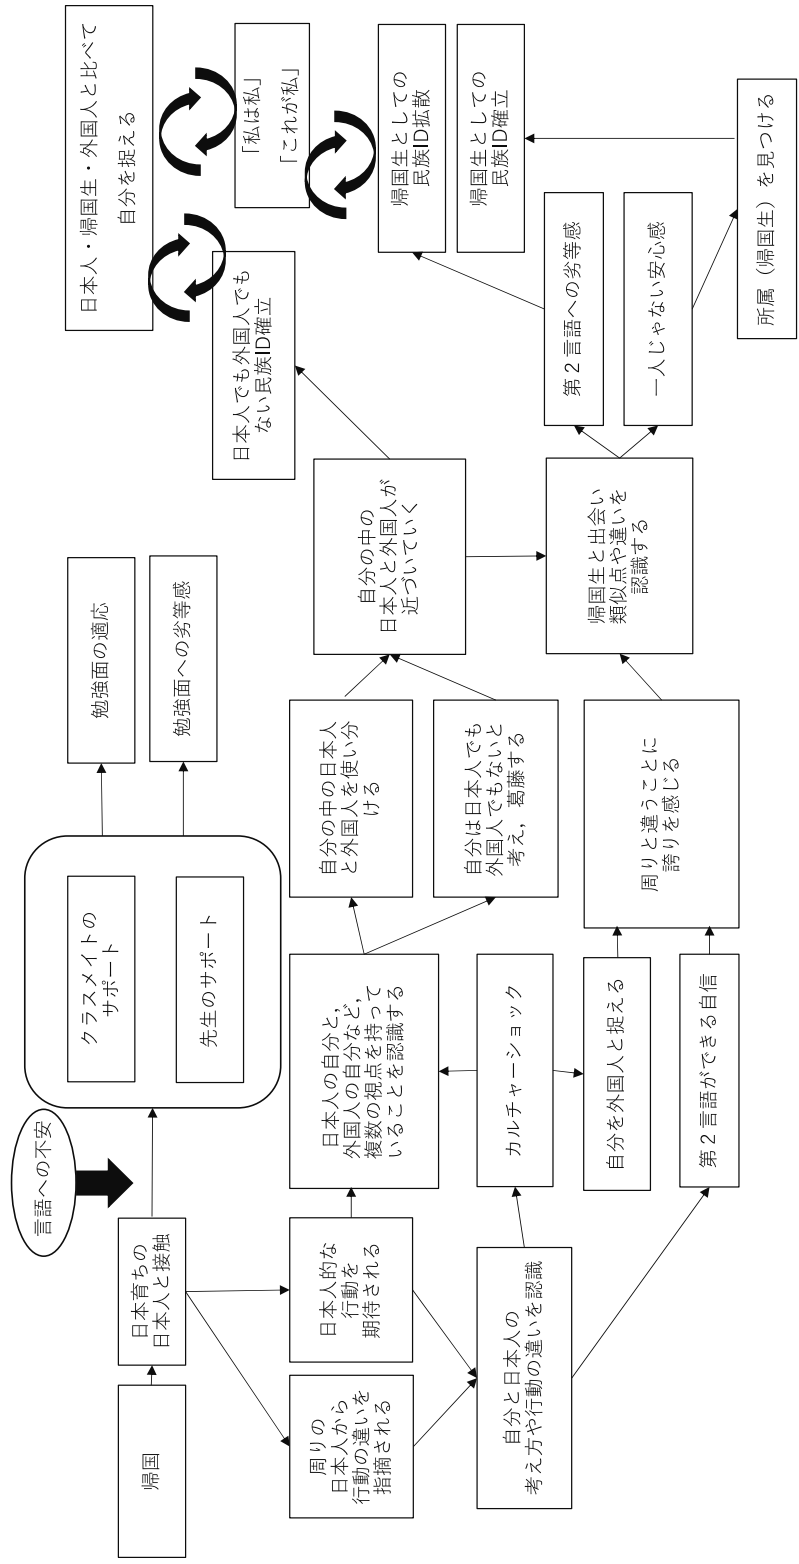 帰国
日本育ちの
日本人と接触
言語への不安
クラスメイトの
サポート
先生のサポート
勉強面の適応
勉強面への劣等感
周りの
日本人から
行動の違いを
指摘される
日本人的な
行動を
期待される
自分と日本人の
考え方や行動の違いを認識
日本人の自分と,
外国人の自分など,
複数の視点を持って
いることを認識する
カルチャーショック
自分を外国人と捉える
第2言語ができる自信
自分の中の日本人
と外国人を使い分
ける
自分は日本人でも
外国人でもないと
考え,葛藤する
周りと違うことに
誇りを感じる
自分の中の
日本人と外国人が
近づいていく
帰国生と出会い
類似点や違いを
認識する
日本人でも外国人でも
ない民族ID確立
第2言語への劣等感
一人じゃない安心感
日本人・帰国生・外国人と比べて
自分を捉える
「私は私」
「これが私」
帰国生としての
民族ID拡散
帰国生としての
民族ID確立
所属(帰国生)を見つける